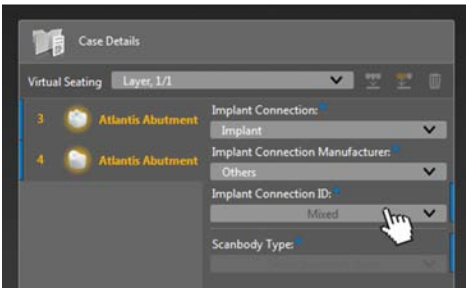 Case Details
Virtual Seating Layer, 1/1
3 Atlantis Abutment
Implant Connection:
Implant
4 Atlantis Abutment
Implant Connection Manufacturer:
Others
Implant Connection ID:
Mixed
Scanbody Type: